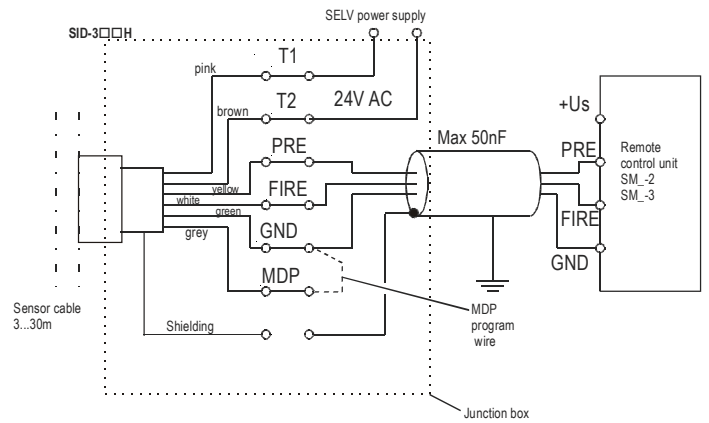 SELV power supply
SID-3□□H
T1
pink
T2
24V AC
brown
+Us
Max 50nF
PRE
PRE
Remote
control unit
SM_-2
SM_-3
yellow
FIRE
white
FIRE
green
GND
grey
GND
MDP
Sensor cable
3...30m
MDP
program
wire
Shielding
Junction box